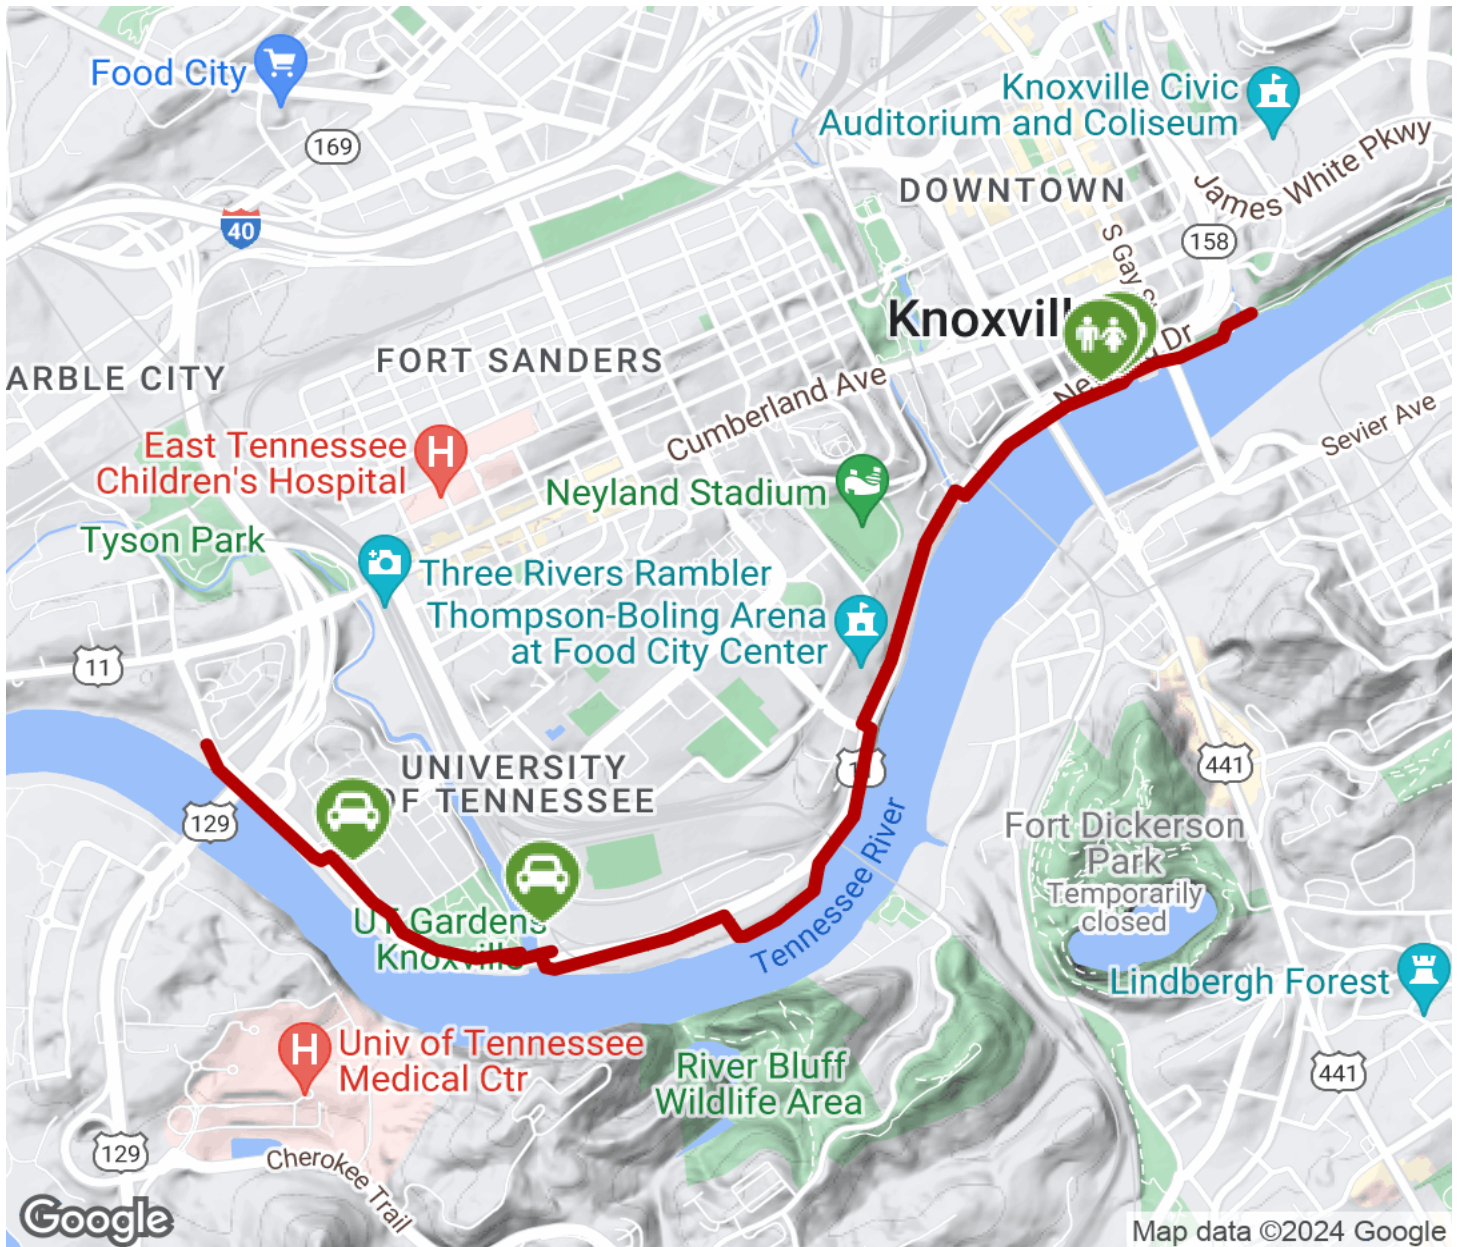 Food City
169
40
Knoxville Civic
Auditorium and Coliseum
James White Pkwy
DOWNTOWN
158
S Gay
Knoxvil
Dr
FORT SANDERS
ARBLE CITY
Cumberland Ave
Sevier Ave
East Tennessee
Children's Hospital
Neyland Stadium
Tyson Park
Three Rivers Rambler
Thompson-Boling Arena
at Food City Center
11
UNIVERSITY
OF TENNESSEE
129
441
Fort Dickerson
Park
Temporarily
closed
Tennessee River
UT Gardens
Knoxville
Lindbergh Forest
Univ of Tennessee
Medical Ctr
River Bluff
Wildlife Area
441
129
Cherokee Trail
Google
Map data ©2024 Google